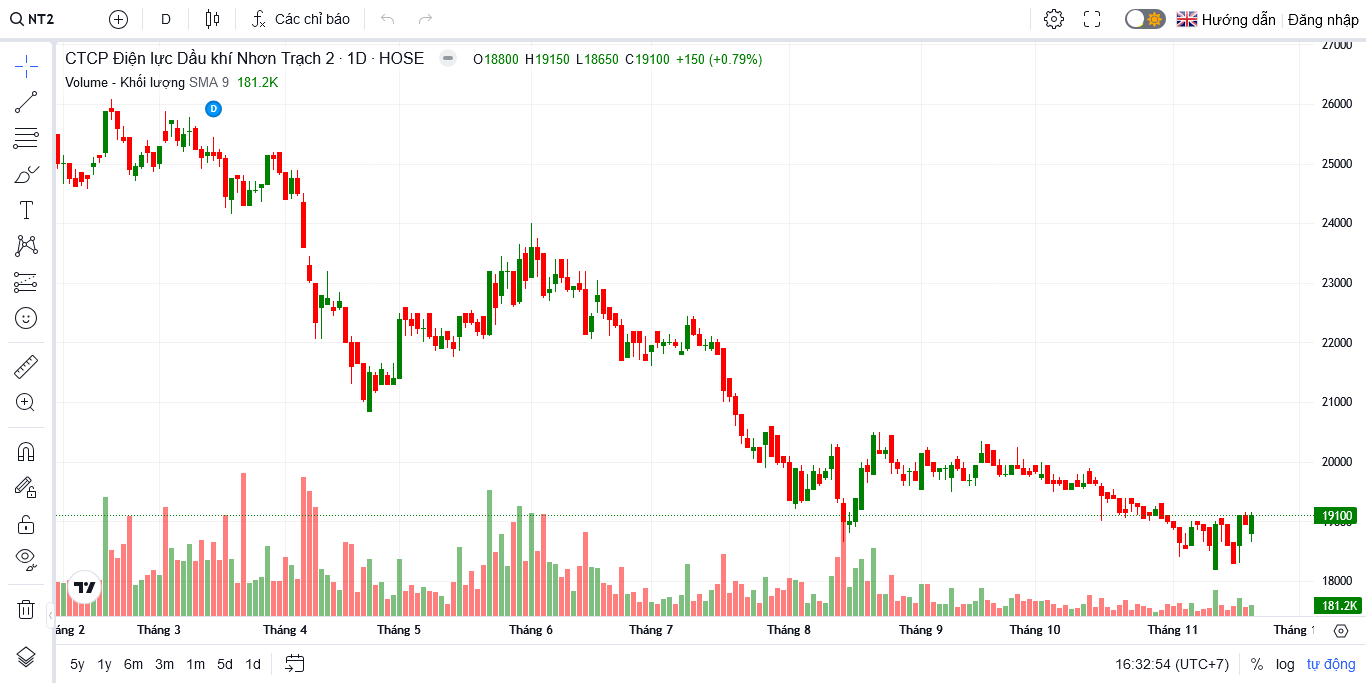 NT2 D Các chỉ báo Hướng dẫn Đăng nhập
CTCP Điện lực Dầu khí Nhơn Trạch 2 · 1D · HOSE O18800 H19150 L18650 C19100 +150 (+0.79%)
Volume - Khối lượng SMA 9 181.2K
D
27000
26000
25000
24000
23000
22000
21000
20000
19100
18000
181.2K
Tháng 3 Tháng 4 Tháng 5 Tháng 6 Tháng 7 Tháng 8 Tháng 9 Tháng 10 Tháng 11
5y 1y 6m 3m 1m 5d 1d 16:32:54 (UTC+7) % log tự động